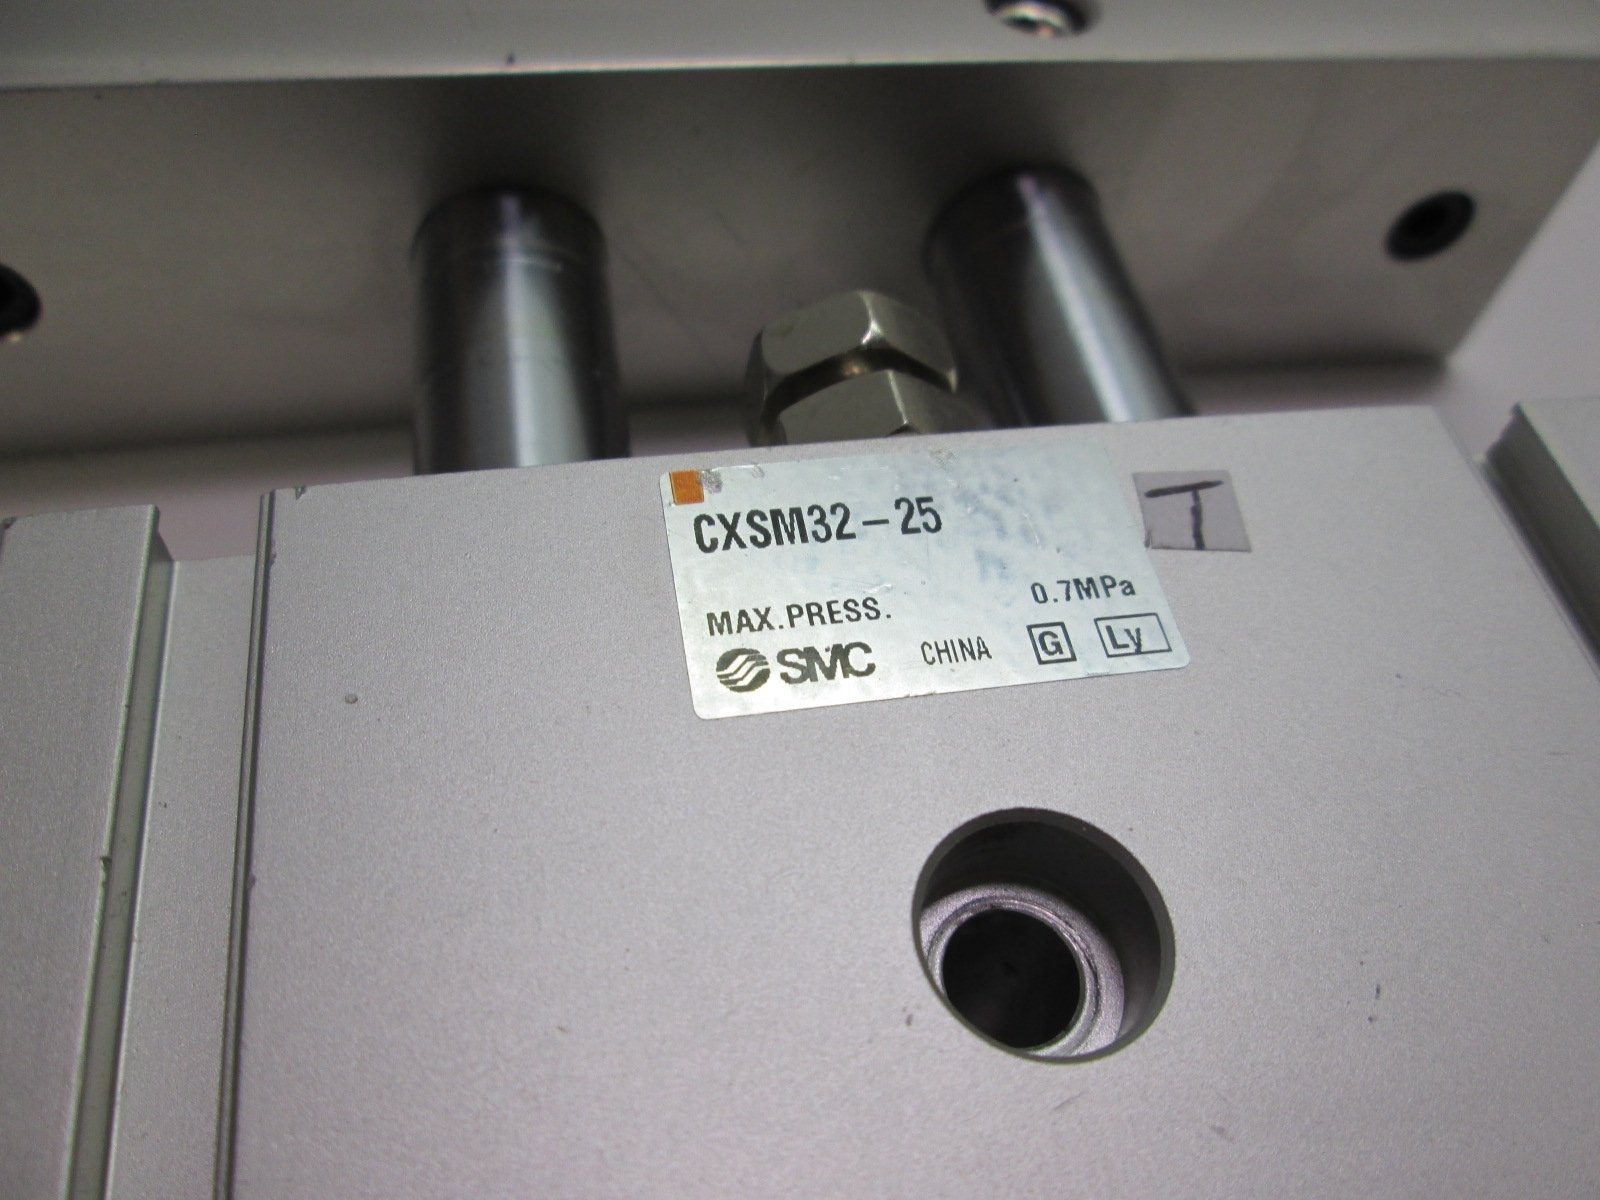 CXSM32-25
T
MAX.PRESS. 0.7MPa
SMC CHINA G Ly